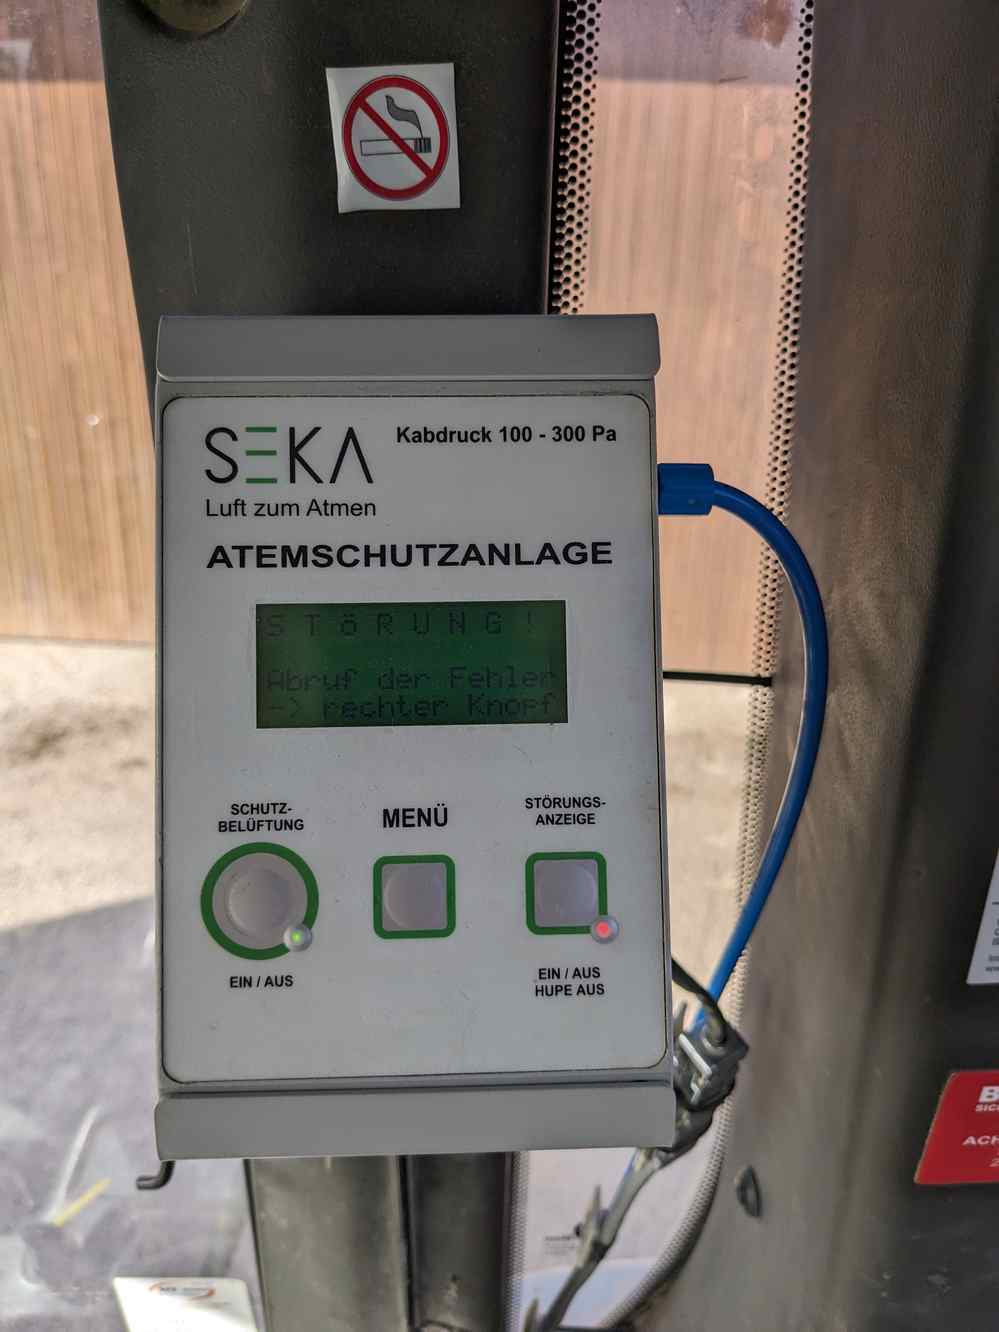 SEKA
Kabdruck 100 - 300 Pa
Luft zum Atmen
ATEMSCHUTZANLAGE
STöRUNG!
Abruf der Fehler
-> rechter Knopf
SCHUTZ-
BELÜFTUNG
MENÜ
STÖRUNGS-
ANZEIGE
EIN / AUS
EIN / AUS
HUPE AUS